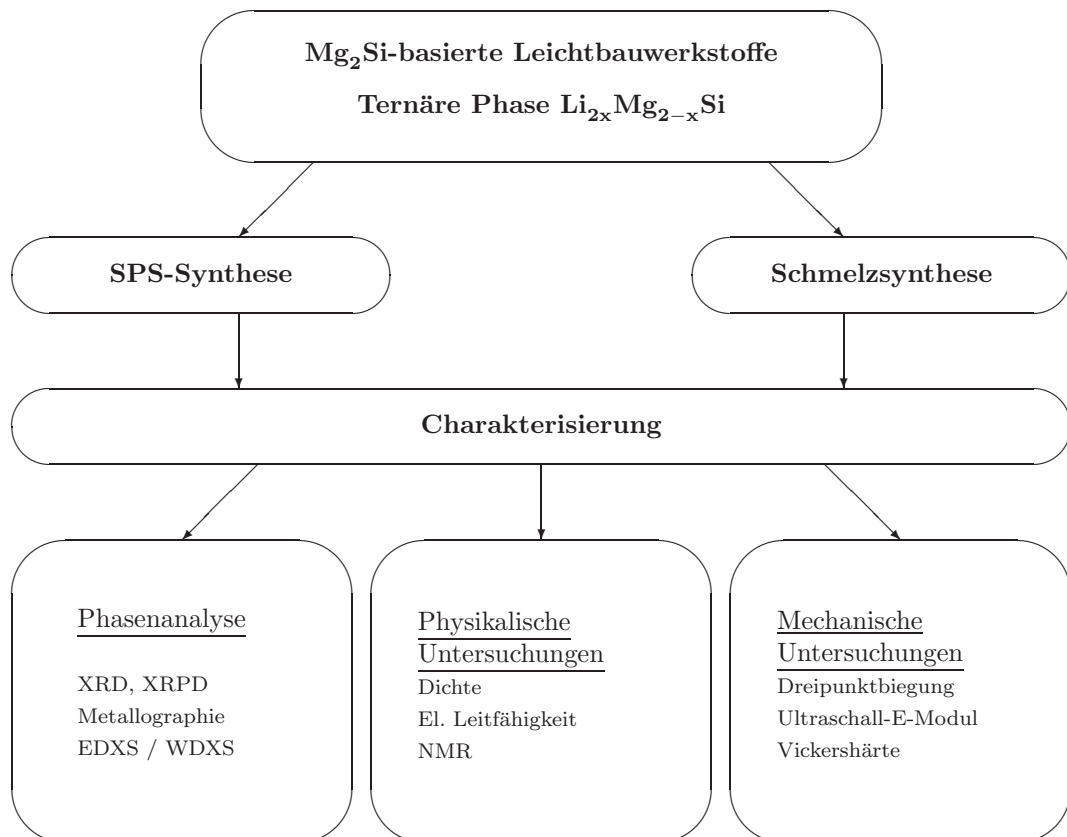 Mg₂Si-basierte Leichtbauwerkstoffe
Ternäre Phase Li₂ₓMg₂₋ₓSi
SPS-Synthese
Schmelzsynthese
Charakterisierung
Phasenanalyse
XRD, XRPD
Metallographie
EDXS / WDXS
Physikalische
Untersuchungen
Dichte
El. Leitfähigkeit
NMR
Mechanische
Untersuchungen
Dreipunktbiegung
Ultraschall-E-Modul
Vickershärte